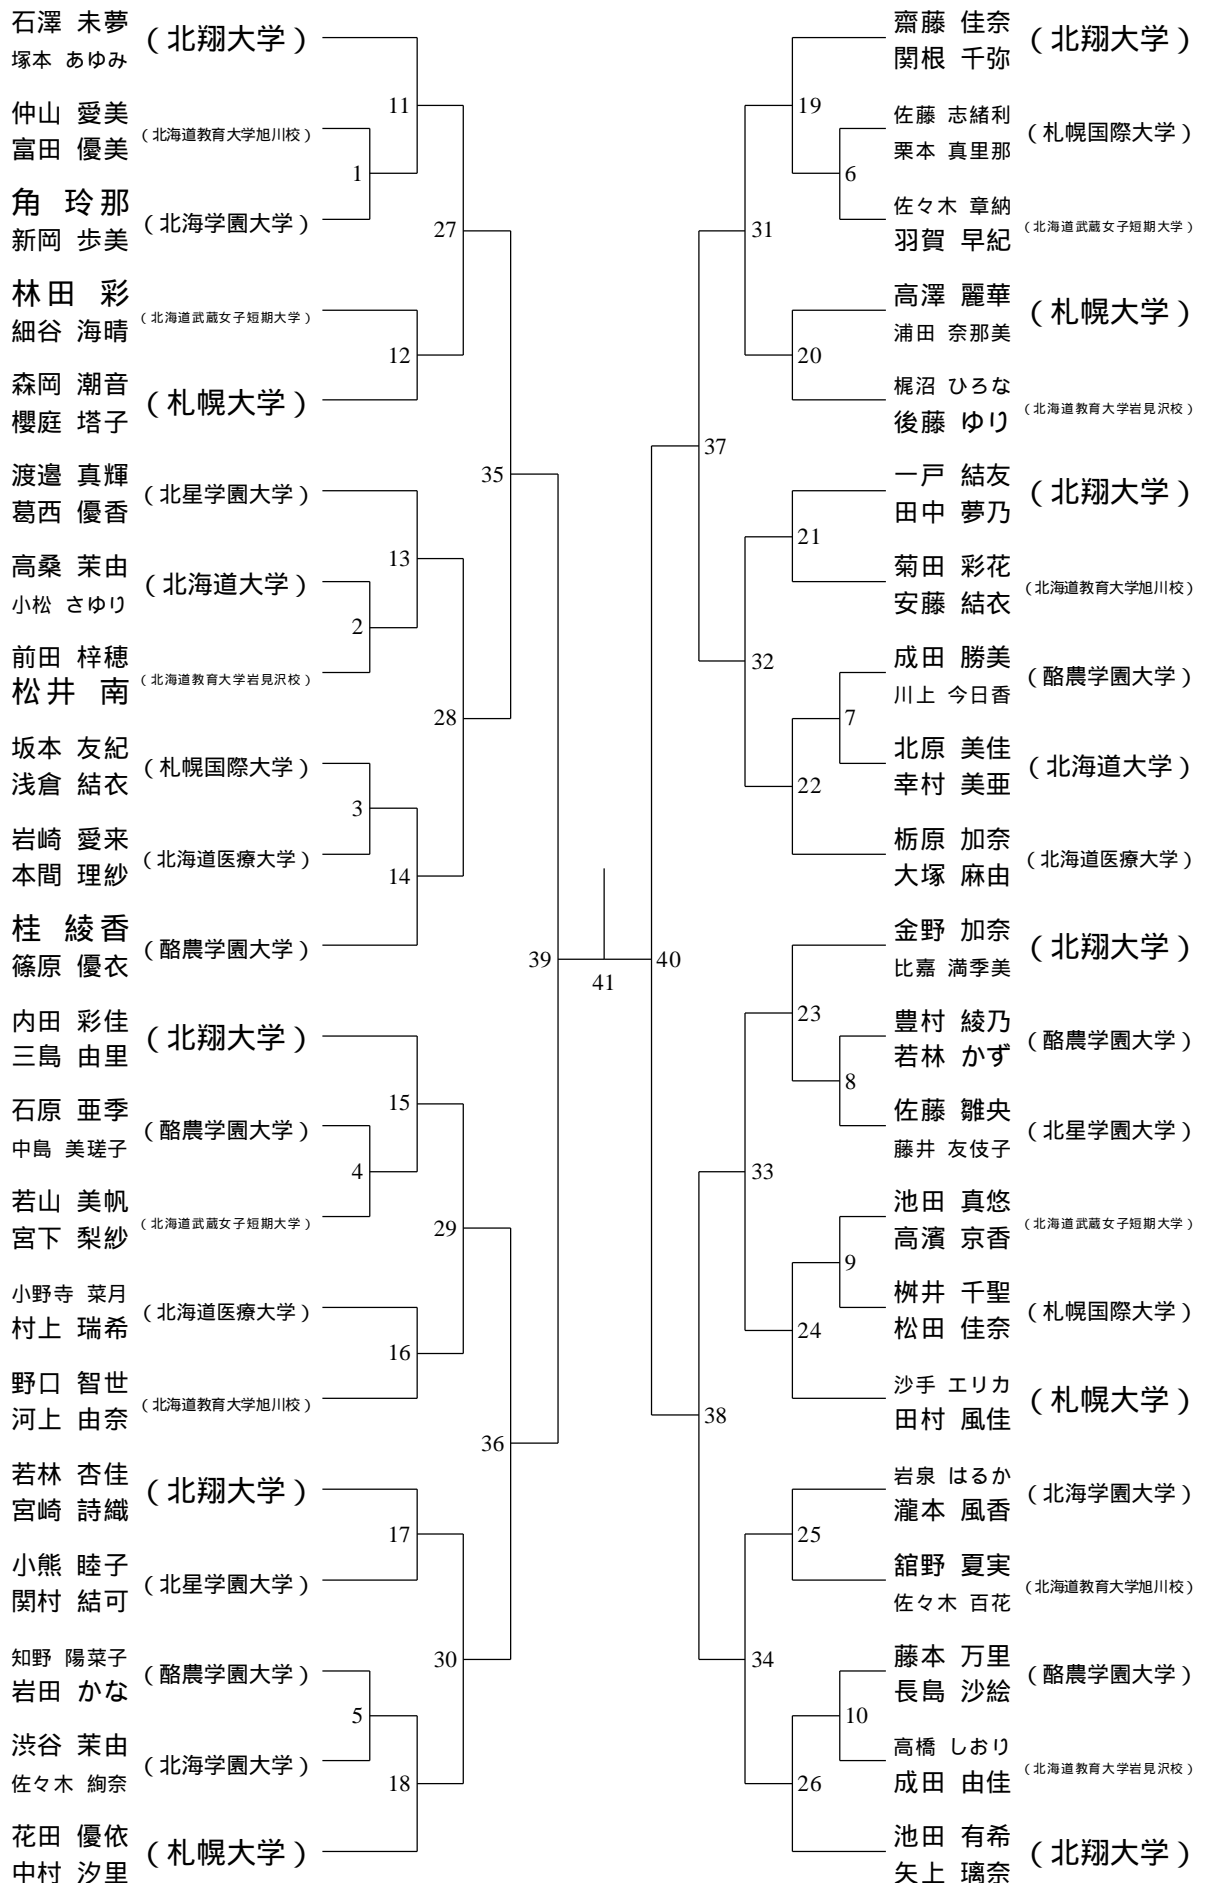 石澤 未夢
塚本 あゆみ
(北翔大学)
仲山 愛美
富田 優美
(北海道教育大学旭川校)
角 玲那
新岡 歩美
(北海学園大学)
林田 彩
細谷 海晴
(北海道武蔵女子短期大学)
森岡 潮音
櫻庭 塔子
(札幌大学)
渡邉 真輝
葛西 優香
(北星学園大学)
高桑 茉由
小松 さゆり
(北海道大学)
前田 梓穂
松井 南
(北海道教育大学岩見沢校)
坂本 友紀
浅倉 結衣
(札幌国際大学)
岩崎 愛来
本間 理紗
(北海道医療大学)
桂 綾香
篠原 優衣
(酪農学園大学)
内田 彩佳
三島 由里
(北翔大学)
石原 亜季
中島 美瑳子
(酪農学園大学)
若山 美帆
宮下 梨紗
(北海道武蔵女子短期大学)
小野寺 菜月
村上 瑞希
(北海道医療大学)
野口 智世
河上 由奈
(北海道教育大学旭川校)
若林 杏佳
宮崎 詩織
(北翔大学)
小熊 睦子
関村 結可
(北星学園大学)
知野 陽菜子
岩田 かな
(酪農学園大学)
渋谷 茉由
佐々木 絢奈
(北海学園大学)
花田 優依
中村 汐里
(札幌大学)
11
1
27
12
35
13
2
28
3
14
39
15
4
29
16
36
17
30
5
18
41
40
19
6
31
20
37
21
32
7
22
23
8
33
9
24
38
25
34
10
26
齋藤 佳奈
関根 千弥
(北翔大学)
佐藤 志緒利
栗本 真里那
(札幌国際大学)
佐々木 章納
羽賀 早紀
(北海道武蔵女子短期大学)
高澤 麗華
浦田 奈那美
(札幌大学)
梶沼 ひろな
後藤 ゆり
(北海道教育大学岩見沢校)
一戸 結友
田中 夢乃
(北翔大学)
菊田 彩花
安藤 結衣
(北海道教育大学旭川校)
成田 勝美
川上 今日香
(酪農学園大学)
北原 美佳
幸村 美亜
(北海道大学)
栃原 加奈
大塚 麻由
(北海道医療大学)
金野 加奈
比嘉 満季美
(北翔大学)
豊村 綾乃
若林 かず
(酪農学園大学)
佐藤 雛央
藤井 友伎子
(北星学園大学)
池田 真悠
高濱 京香
(北海道武蔵女子短期大学)
桝井 千聖
松田 佳奈
(札幌国際大学)
沙手 エリカ
田村 風佳
(札幌大学)
岩泉 はるか
瀧本 風香
(北海学園大学)
舘野 夏実
佐々木 百花
(北海道教育大学旭川校)
藤本 万里
長島 沙絵
(酪農学園大学)
高橋 しおり
成田 由佳
(北海道教育大学岩見沢校)
池田 有希
矢上 璃奈
(北翔大学)